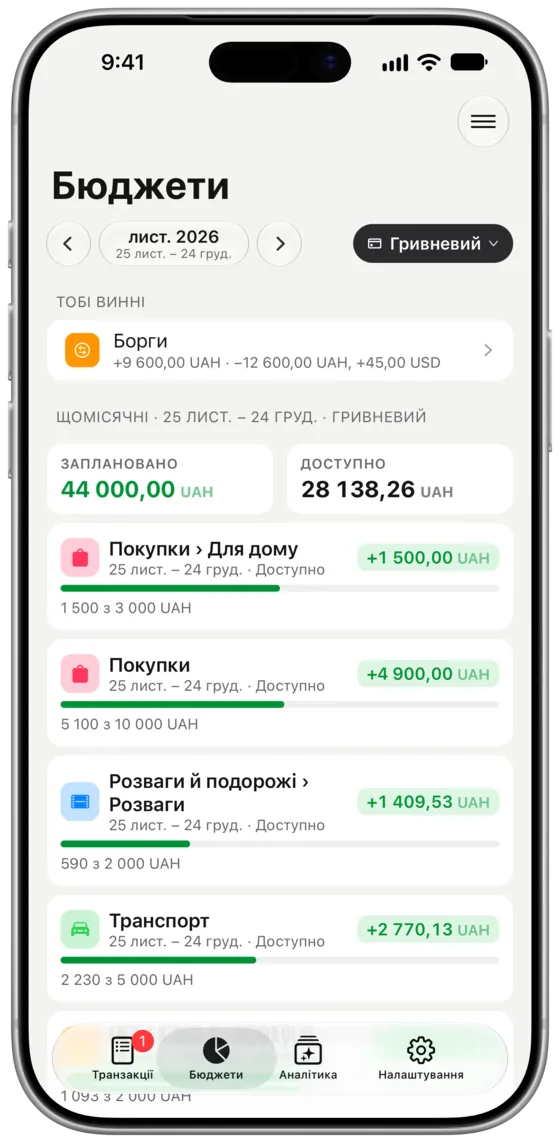 9:41
Бюджети
лист. 2026
25 лист. – 24 груд.
Гривневий
ТОБІ ВИННІ
Борги
+9 600,00 UAH · −12 600,00 UAH, +45,00 USD
ЩОМІСЯЧНІ · 25 ЛИСТ. – 24 ГРУД. · ГРИВНЕВИЙ
ЗАПЛАНОВАНО
44 000,00 UAH
ДОСТУПНО
28 138,26 UAH
Покупки › Для дому
25 лист. – 24 груд. · Доступно
+1 500,00 UAH
1 500 з 3 000 UAH
Покупки
25 лист. – 24 груд. · Доступно
+4 900,00 UAH
5 100 з 10 000 UAH
Розваги й подорожі ›
Розваги
25 лист. – 24 груд. · Доступно
+1 409,53 UAH
590 з 2 000 UAH
Транспорт
25 лист. – 24 груд. · Доступно
+2 770,13 UAH
2 230 з 5 000 UAH
1
Транзакції
Бюджети
Аналітика
Налаштування
1 093 з 2 000 UAH